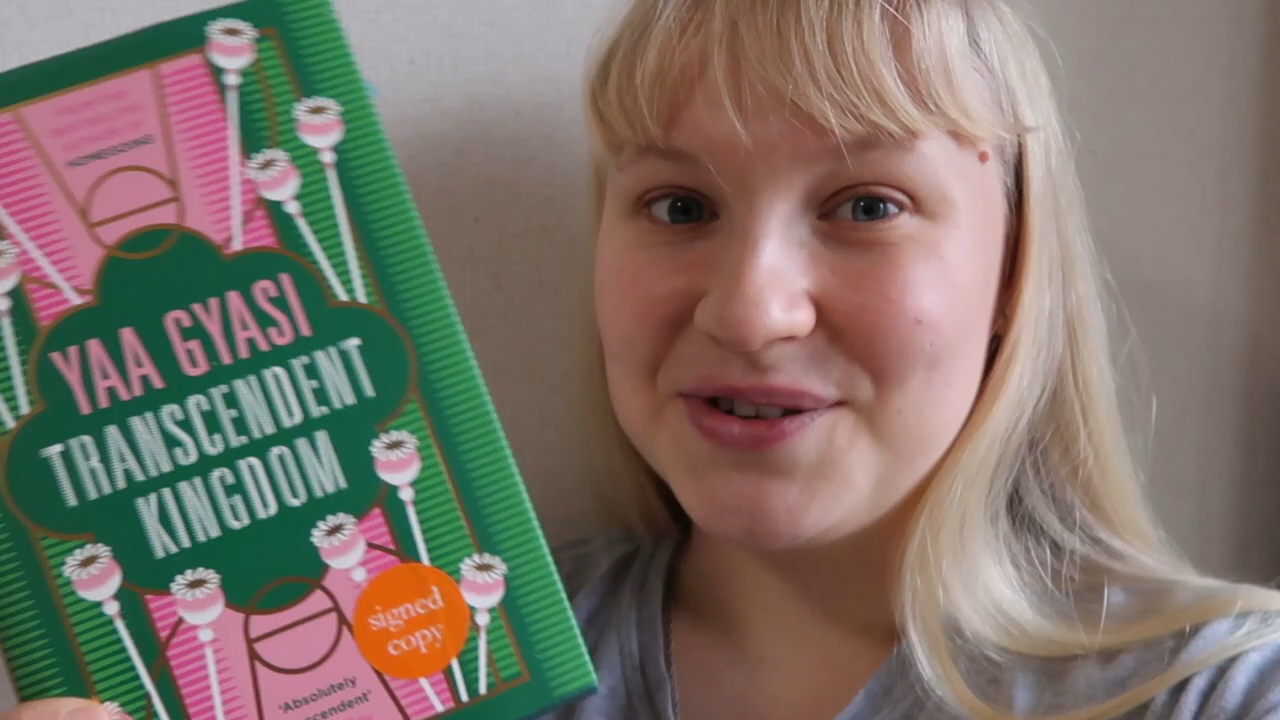 YAA GYASI
TRANSCENDENT
KINGDOM
signed
copy
'Absolutely